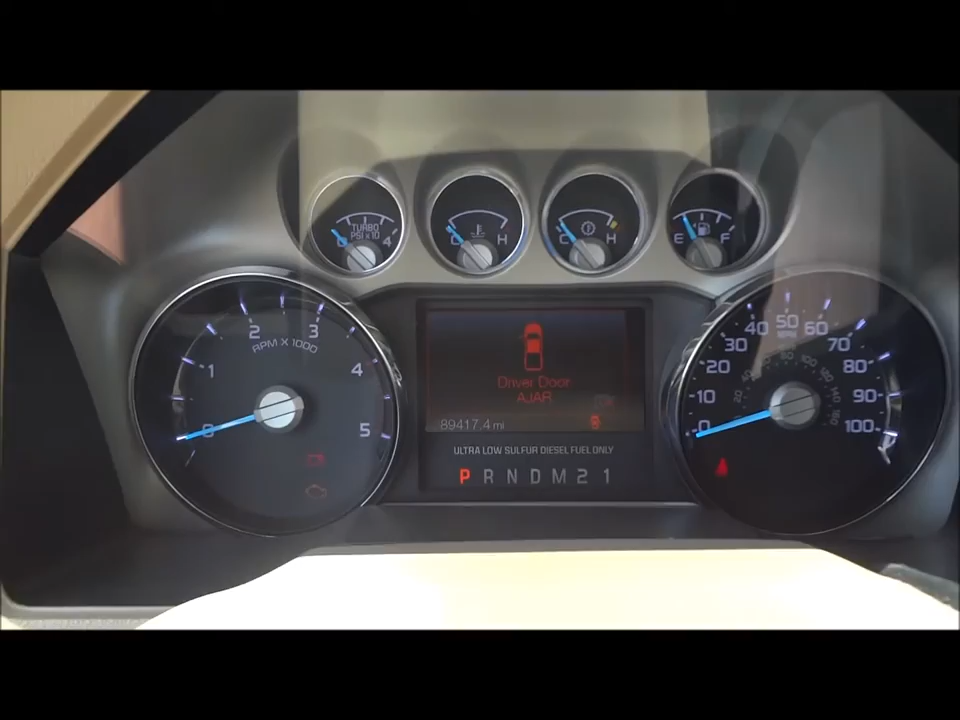 TURBO
PSI x 10
0 4
C H
C H
E F
0 1 2 3 4 5
RPM X 1000
Driver Door
AJAR
89417.4 mi
ULTRA LOW SULFUR DIESEL FUEL ONLY
P R N D M 2 1
0 10 20 30 40 50 60 70 80 90 100
MPH